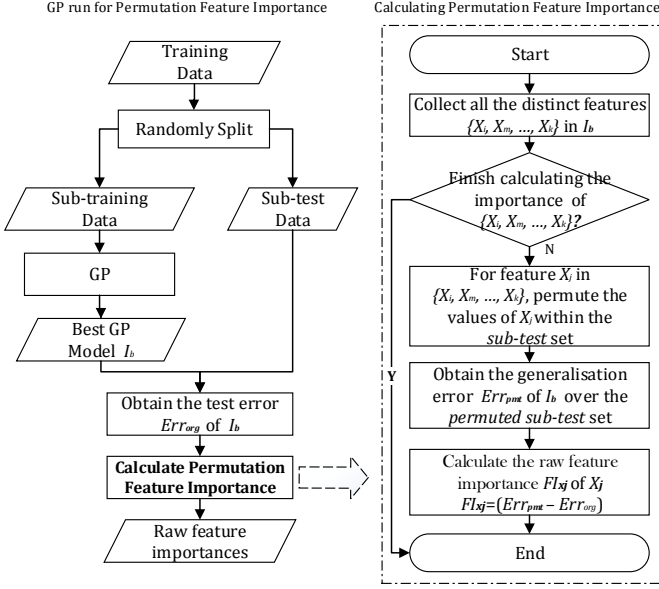 GP run for Permutation Feature Importance
Training
Data
Randomly Split
Sub-training
Data
Sub-test
Data
GP
Best GP
Model I_b
Obtain the test error
Err_org of I_b
Calculate Permutation
Feature Importance
Raw feature
importances
Calculating Permutation Feature Importance
Start
Collect all the distinct features
{X_i, X_m, ..., X_k} in I_b
Finish calculating the
importance of
{X_i, X_m, ..., X_k}?
N
Y
For feature X_j in
{X_i, X_m, ..., X_k}, permute the
values of X_j within the
sub-test set
Obtain the generalisation
error Err_pmt of I_b over the
permuted sub-test set
Calculate the raw feature
importance FI_xj of X_j
FI_xj=(Err_pmt – Err_org)
End